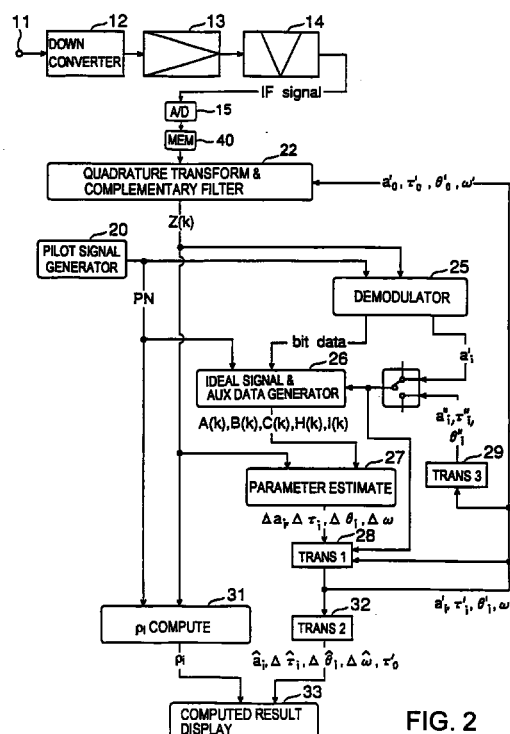 11
12
DOWN
CONVERTER
13
14
IF signal
A/D
15
MEM
40
22
QUADRATURE TRANSFORM &
COMPLEMENTARY FILTER
a'₀, τ'₀, θ'₀, ω'
Z(k)
20
PILOT SIGNAL
GENERATOR
PN
25
DEMODULATOR
bit data
a'ᵢ
26
IDEAL SIGNAL &
AUX DATA GENERATOR
A(k),B(k),C(k),H(k),I(k)
a"ᵢ,τ"ᵢ,
θ"ᵢ
29
TRANS 3
27
PARAMETER ESTIMATE
Δaᵢ,Δτᵢ,Δθᵢ,Δω
28
TRANS 1
a'ᵢ,τ'ᵢ,θ'ᵢ,ω
31
ρᵢ COMPUTE
32
TRANS 2
ρᵢ
âᵢ,Δτ̂ᵢ,Δθ̂ᵢ,Δω̂,τ'₀
33
COMPUTED RESULT
DISPLAY
FIG. 2